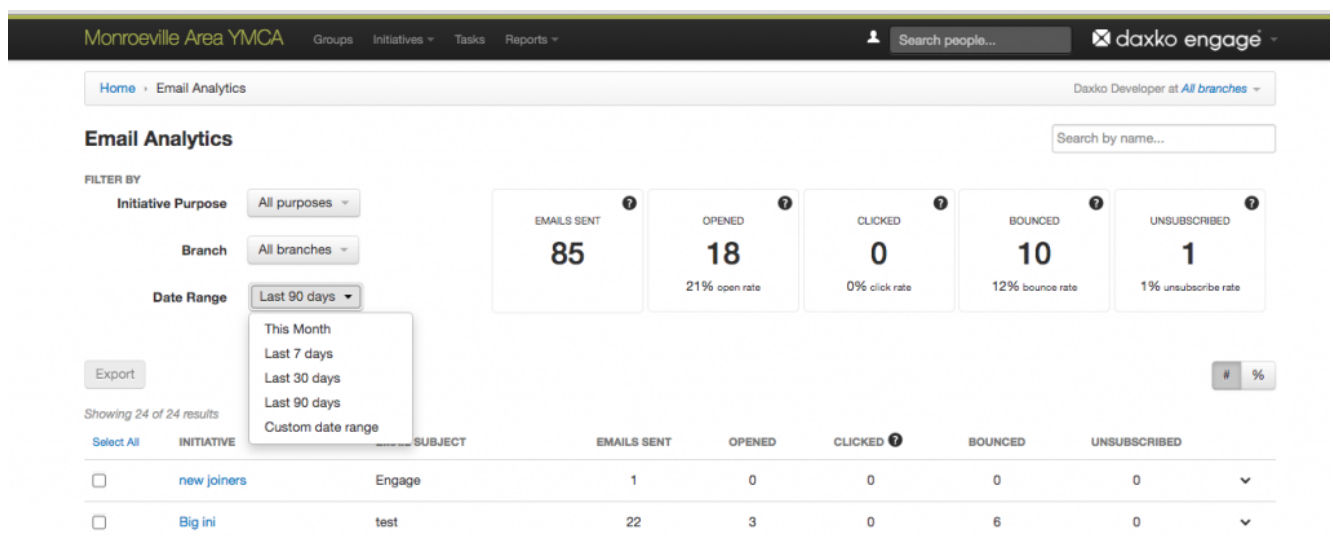 Monroeville Area YMCA Groups Initiatives Tasks Reports Search people... daxko engage
Home › Email Analytics Daxko Developer at All branches
Email Analytics Search by name...
FILTER BY
Initiative Purpose All purposes
Branch All branches
Date Range Last 90 days
This Month
Last 7 days
Last 30 days
Last 90 days
Custom date range
EMAILS SENT ? OPENED ? CLICKED ? BOUNCED ? UNSUBSCRIBED ?
85 18 0 10 1
21% open rate 0% click rate 12% bounce rate 1% unsubscribe rate
Export # %
Showing 24 of 24 results
Select All INITIATIVE SUBJECT EMAILS SENT OPENED CLICKED ? BOUNCED UNSUBSCRIBED
new joiners Engage 1 0 0 0 0
Big ini test 22 3 0 6 0